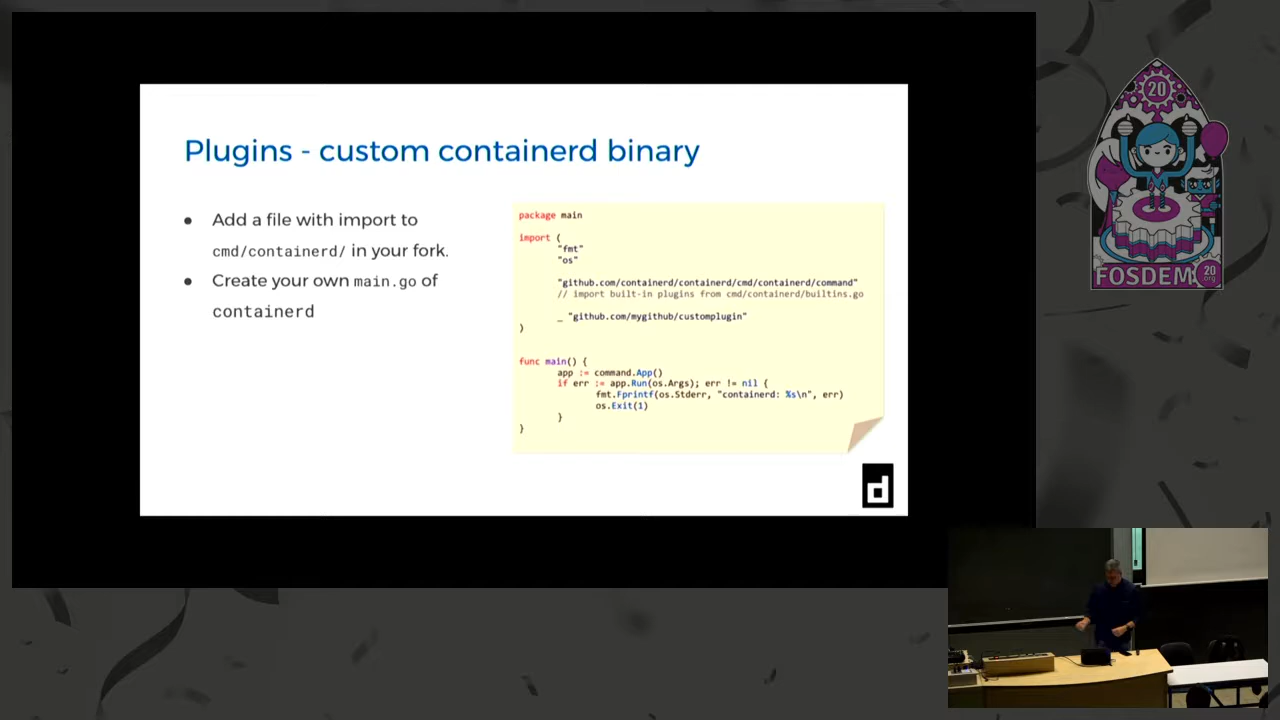 Plugins - custom containerd binary
● Add a file with import to
cmd/containerd/ in your fork.
● Create your own main.go of
containerd
package main
import (
"fmt"
"os"
"github.com/containerd/containerd/cmd/containerd/command"
// import built-in plugins from cmd/containerd/builtins.go
_ "github.com/mygithub/customplugin"
)
func main() {
app := command.App()
if err := app.Run(os.Args); err != nil {
fmt.Fprintf(os.Stderr, "containerd: %s\n", err)
os.Exit(1)
}
}
d
20
FOSDEM 20
.org